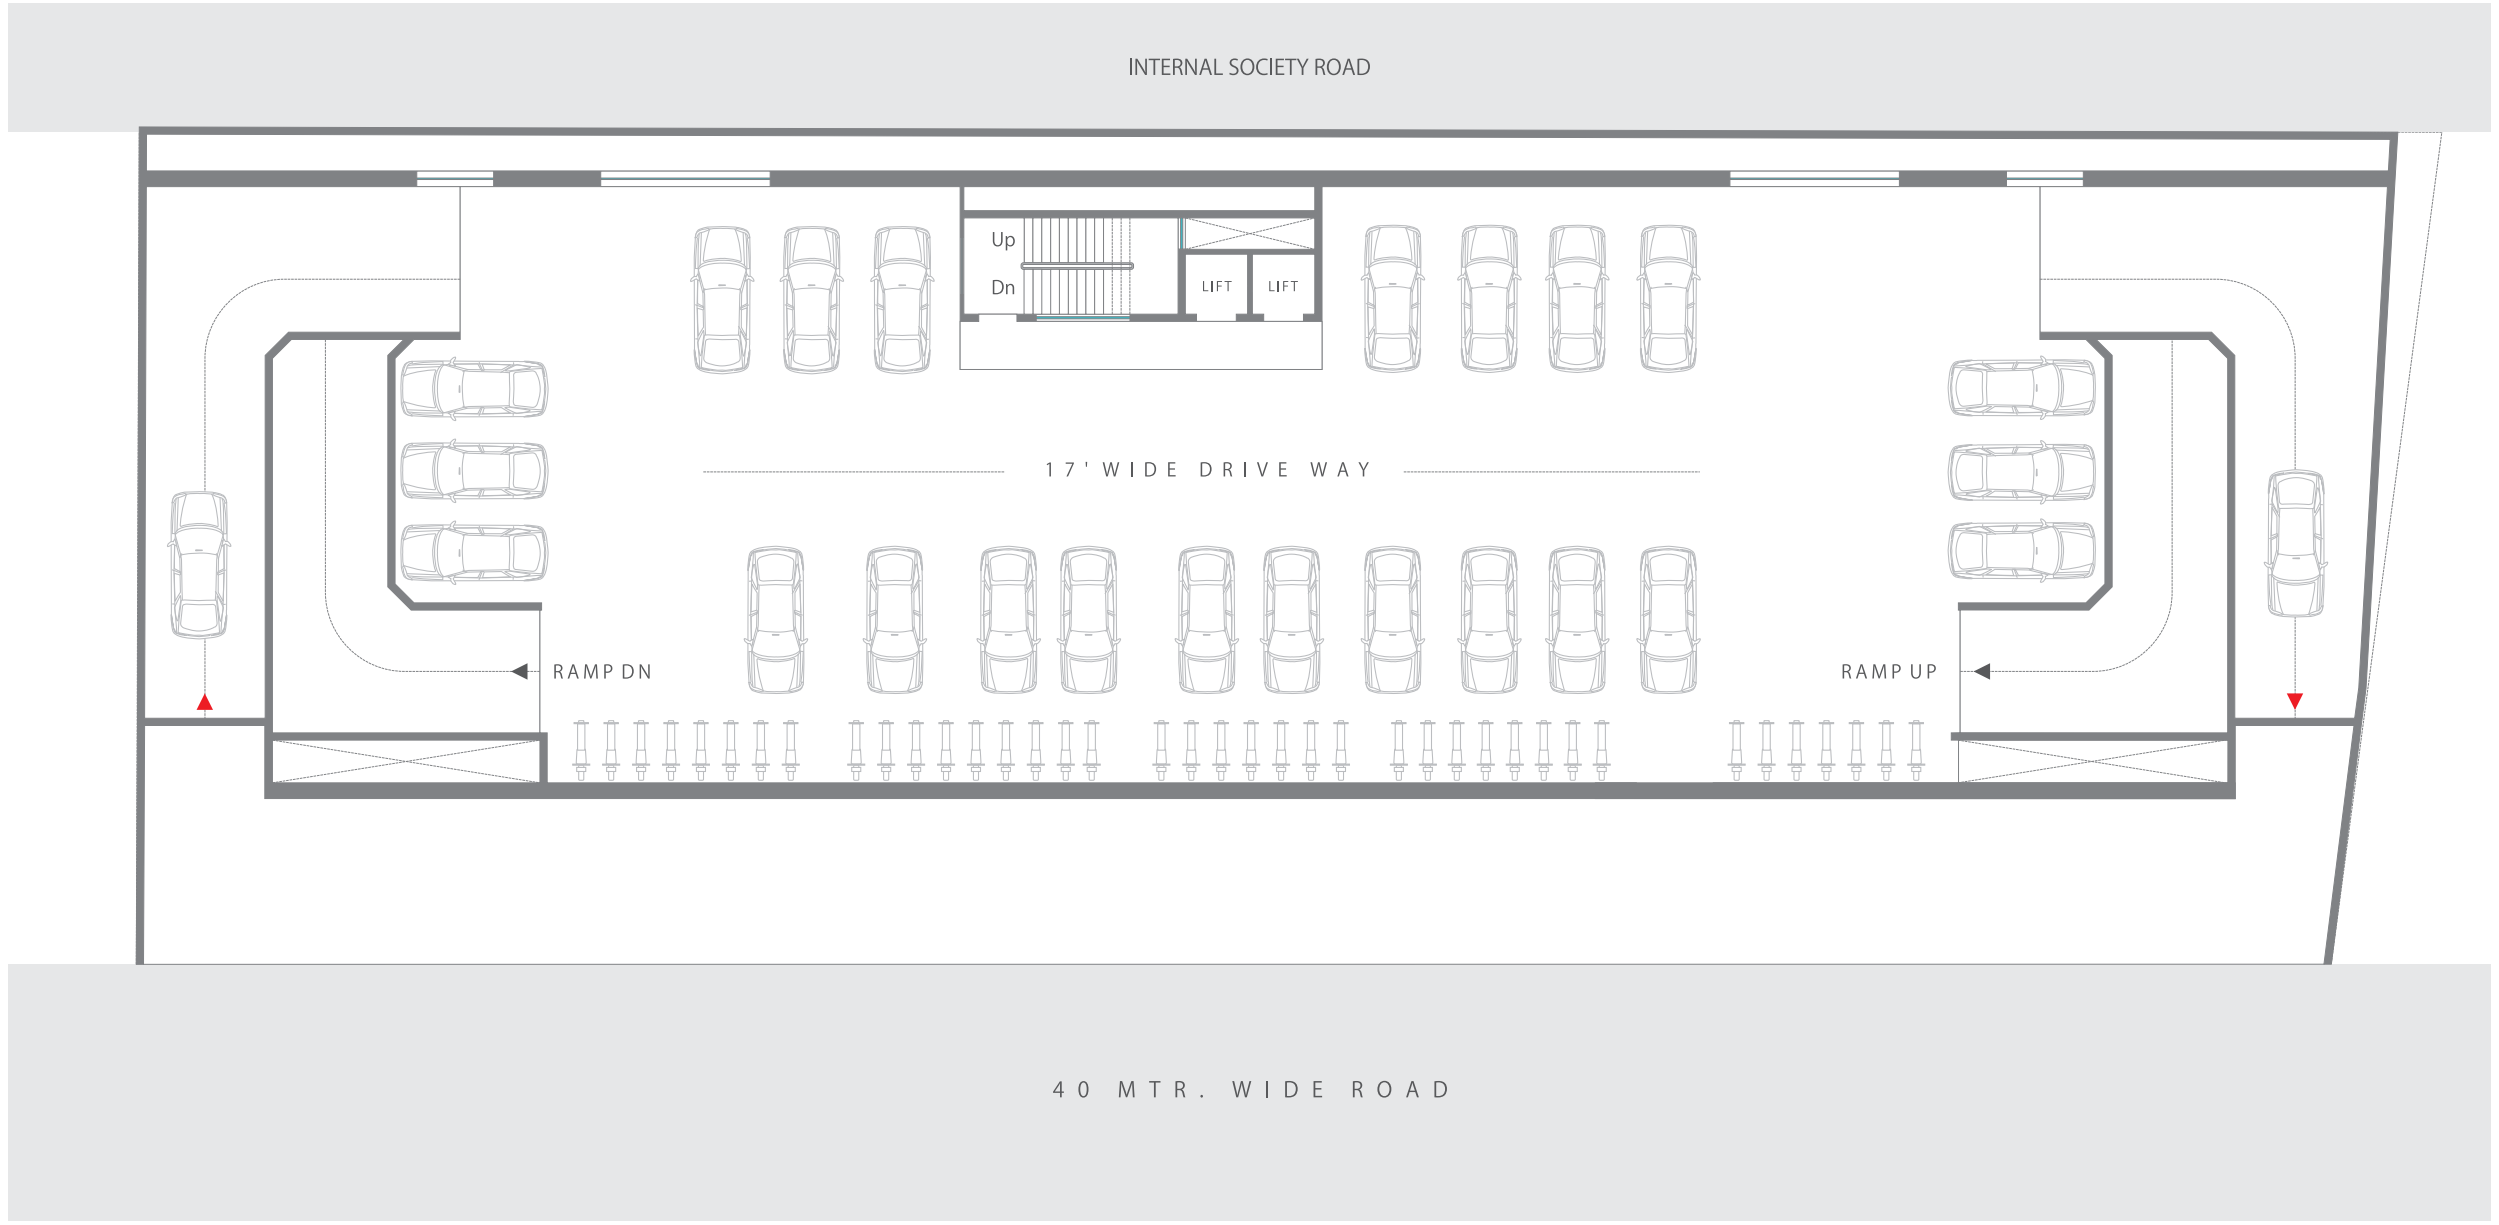 INTERNAL SOCIETY ROAD
Up
Dn
LIFT
LIFT
17' WIDE DRIVE WAY
RAMP DN
RAMP UP
40 MTR. WIDE ROAD